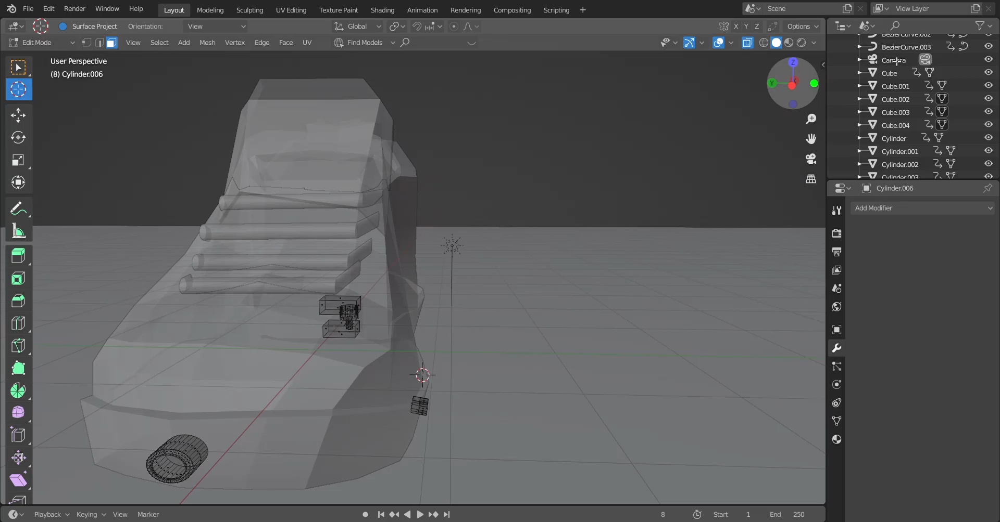 File Edit Render Window Help Layout Modeling Sculpting UV Editing Texture Paint Shading Animation Rendering Compositing Scripting + Scene View Layer
Surface Project Orientation: View Global X Y Z Options
Edit Mode View Select Add Mesh Vertex Edge Face UV Find Models
User Perspective
(8) Cylinder.006
Z
Y
X
BezierCurve.002
BezierCurve.003
Camera
Cube
Cube.001
Cube.002
Cube.003
Cube.004
Cylinder
Cylinder.001
Cylinder.002
Cylinder.003
Cylinder.006
Add Modifier
Playback Keying View Marker 8 Start 1 End 250